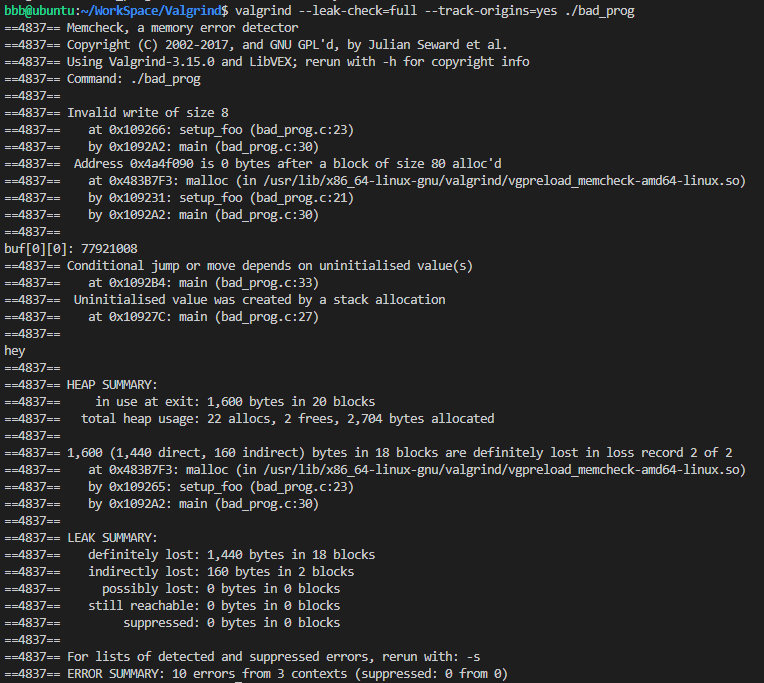 bbb@ubuntu:~/WorkSpace/Valgrind$ valgrind --leak-check=full --track-origins=yes ./bad_prog
==4837== Memcheck, a memory error detector
==4837== Copyright (C) 2002-2017, and GNU GPL'd, by Julian Seward et al.
==4837== Using Valgrind-3.15.0 and LibVEX; rerun with -h for copyright info
==4837== Command: ./bad_prog
==4837==
==4837== Invalid write of size 8
==4837==    at 0x109266: setup_foo (bad_prog.c:23)
==4837==    by 0x1092A2: main (bad_prog.c:30)
==4837==  Address 0x4a4f090 is 0 bytes after a block of size 80 alloc'd
==4837==    at 0x483B7F3: malloc (in /usr/lib/x86_64-linux-gnu/valgrind/vgpreload_memcheck-amd64-linux.so)
==4837==    by 0x109231: setup_foo (bad_prog.c:21)
==4837==    by 0x1092A2: main (bad_prog.c:30)
==4837==
buf[0][0]: 77921008
==4837== Conditional jump or move depends on uninitialised value(s)
==4837==    at 0x1092B4: main (bad_prog.c:33)
==4837==  Uninitialised value was created by a stack allocation
==4837==    at 0x10927C: main (bad_prog.c:27)
==4837==
hey
==4837==
==4837== HEAP SUMMARY:
==4837==     in use at exit: 1,600 bytes in 20 blocks
==4837==   total heap usage: 22 allocs, 2 frees, 2,704 bytes allocated
==4837==
==4837== 1,600 (1,440 direct, 160 indirect) bytes in 18 blocks are definitely lost in loss record 2 of 2
==4837==    at 0x483B7F3: malloc (in /usr/lib/x86_64-linux-gnu/valgrind/vgpreload_memcheck-amd64-linux.so)
==4837==    by 0x109265: setup_foo (bad_prog.c:23)
==4837==    by 0x1092A2: main (bad_prog.c:30)
==4837==
==4837== LEAK SUMMARY:
==4837==    definitely lost: 1,440 bytes in 18 blocks
==4837==    indirectly lost: 160 bytes in 2 blocks
==4837==      possibly lost: 0 bytes in 0 blocks
==4837==    still reachable: 0 bytes in 0 blocks
==4837==         suppressed: 0 bytes in 0 blocks
==4837==
==4837== For lists of detected and suppressed errors, rerun with: -s
==4837== ERROR SUMMARY: 10 errors from 3 contexts (suppressed: 0 from 0)